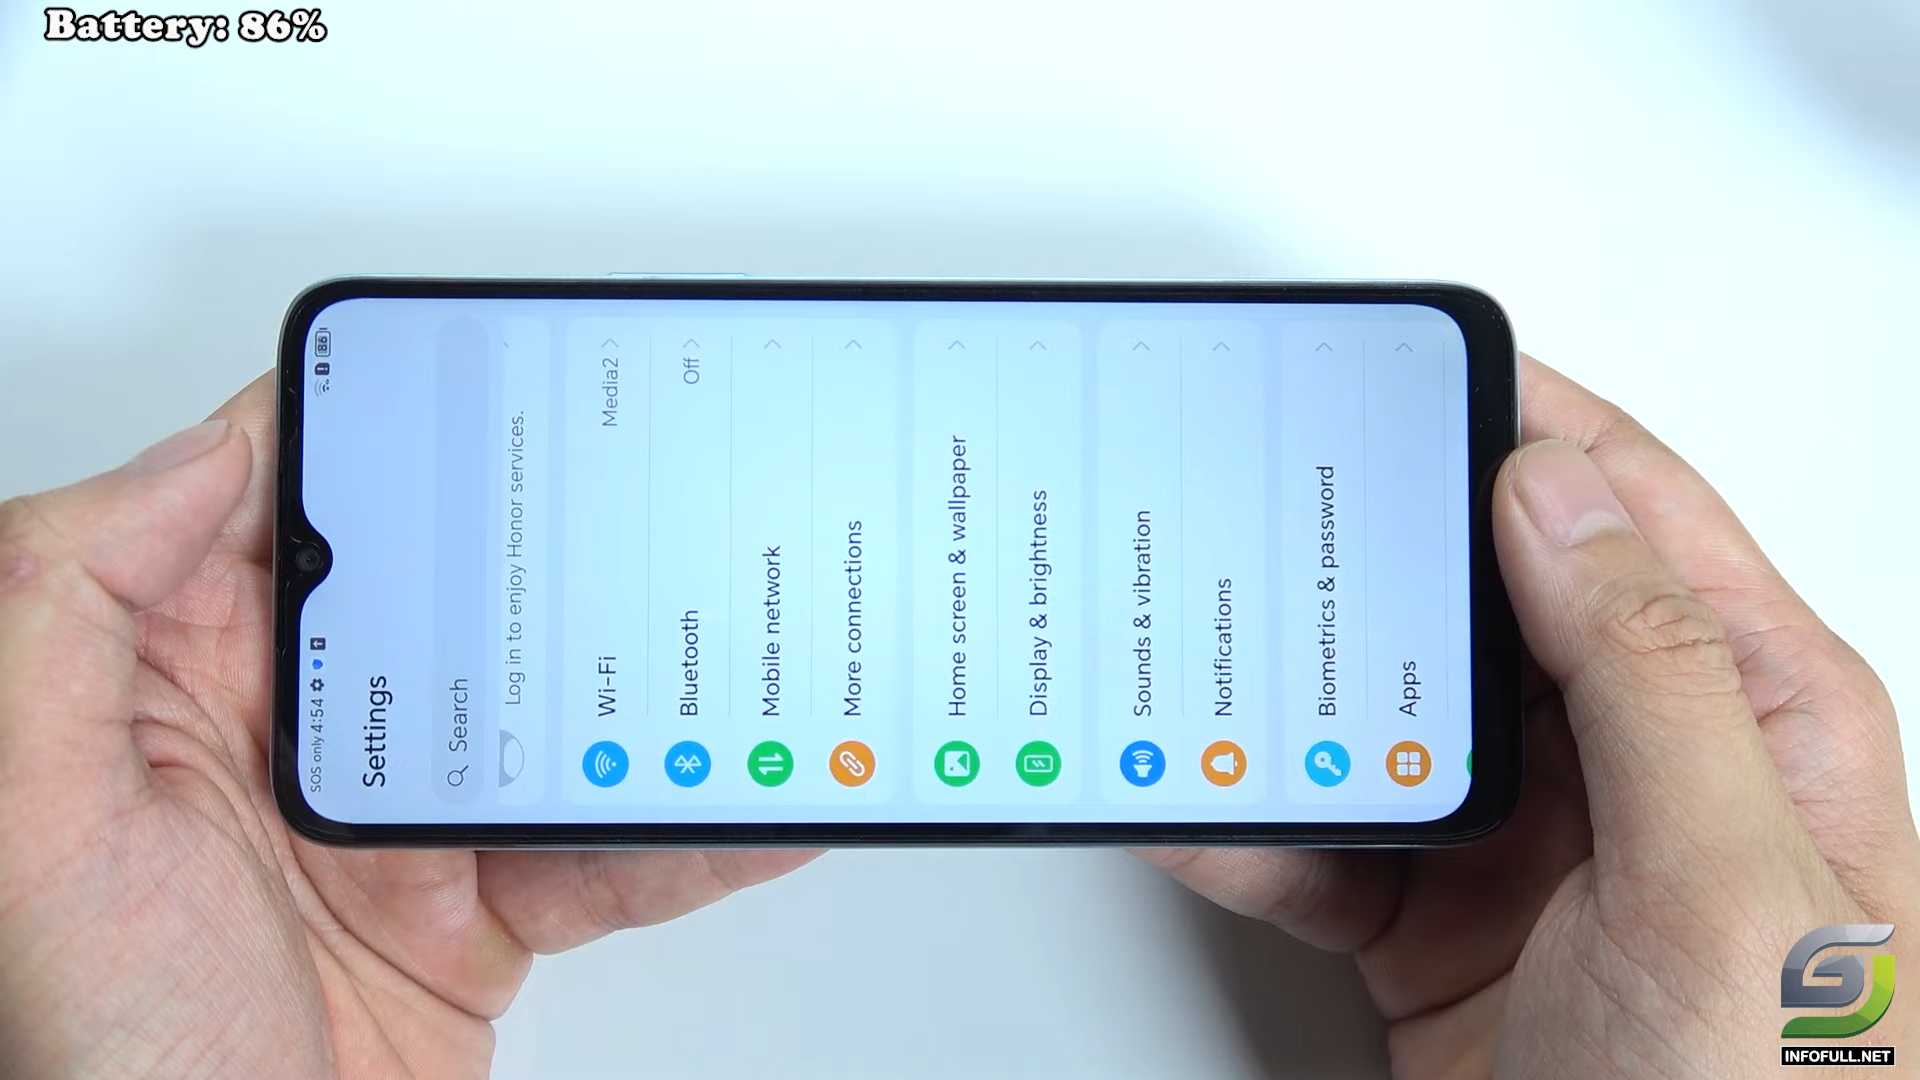 Battery: 86%
SOS only 4:54
86
Settings
Search
Log in to enjoy Honor services.
Wi-Fi Media2
Bluetooth Off
Mobile network
More connections
Home screen & wallpaper
Display & brightness
Sounds & vibration
Notifications
Biometrics & password
Apps
INFOFULL.NET